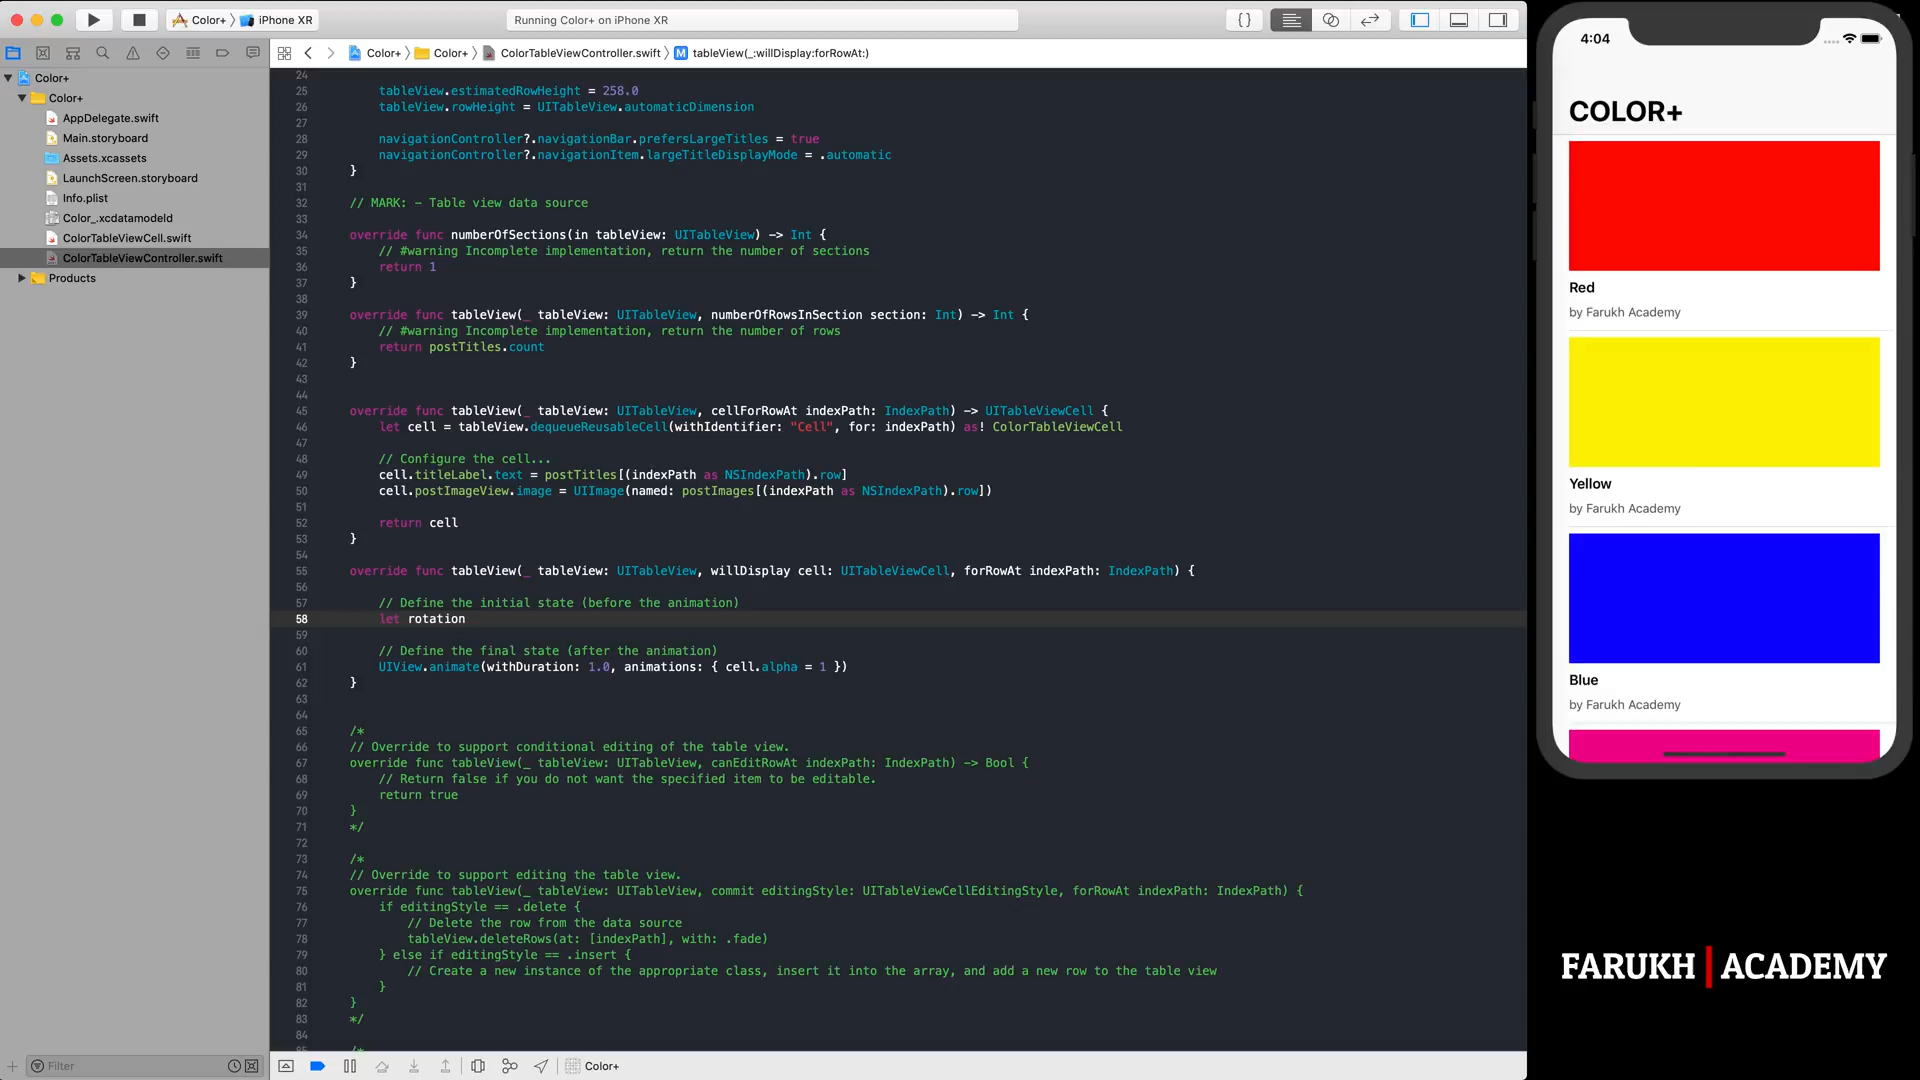 Color+ iPhone XR
Running Color+ on iPhone XR
{}
Color+ Color+ ColorTableViewController.swift M tableView(_:willDisplay:forRowAt:)
Color+
Color+
AppDelegate.swift
Main.storyboard
Assets.xcassets
LaunchScreen.storyboard
Info.plist
Color_.xcdatamodeld
ColorTableViewCell.swift
ColorTableViewController.swift
Products
Filter
24
25 tableView.estimatedRowHeight = 258.0
26 tableView.rowHeight = UITableView.automaticDimension
27
28 navigationController?.navigationBar.prefersLargeTitles = true
29 navigationController?.navigationItem.largeTitleDisplayMode = .automatic
30 }
31
32 // MARK: - Table view data source
33
34 override func numberOfSections(in tableView: UITableView) -> Int {
35 // #warning Incomplete implementation, return the number of sections
36 return 1
37 }
38
39 override func tableView(_ tableView: UITableView, numberOfRowsInSection section: Int) -> Int {
40 // #warning Incomplete implementation, return the number of rows
41 return postTitles.count
42 }
43
44
45 override func tableView(_ tableView: UITableView, cellForRowAt indexPath: IndexPath) -> UITableViewCell {
46 let cell = tableView.dequeueReusableCell(withIdentifier: "Cell", for: indexPath) as! ColorTableViewCell
47
48 // Configure the cell...
49 cell.titleLabel.text = postTitles[(indexPath as NSIndexPath).row]
50 cell.postImageView.image = UIImage(named: postImages[(indexPath as NSIndexPath).row])
51
52 return cell
53 }
54
55 override func tableView(_ tableView: UITableView, willDisplay cell: UITableViewCell, forRowAt indexPath: IndexPath) {
56
57 // Define the initial state (before the animation)
58 let rotation
59
60 // Define the final state (after the animation)
61 UIView.animate(withDuration: 1.0, animations: { cell.alpha = 1 })
62 }
63
64
65 /*
66 // Override to support conditional editing of the table view.
67 override func tableView(_ tableView: UITableView, canEditRowAt indexPath: IndexPath) -> Bool {
68 // Return false if you do not want the specified item to be editable.
69 return true
70 }
71 */
72
73 /*
74 // Override to support editing the table view.
75 override func tableView(_ tableView: UITableView, commit editingStyle: UITableViewCellEditingStyle, forRowAt indexPath: IndexPath) {
76 if editingStyle == .delete {
77 // Delete the row from the data source
78 tableView.deleteRows(at: [indexPath], with: .fade)
79 } else if editingStyle == .insert {
80 // Create a new instance of the appropriate class, insert it into the array, and add a new row to the table view
81 }
82 }
83 */
84
85 /*
Color+
4:04
COLOR+
Red
by Farukh Academy
Yellow
by Farukh Academy
Blue
by Farukh Academy
FARUKH | ACADEMY